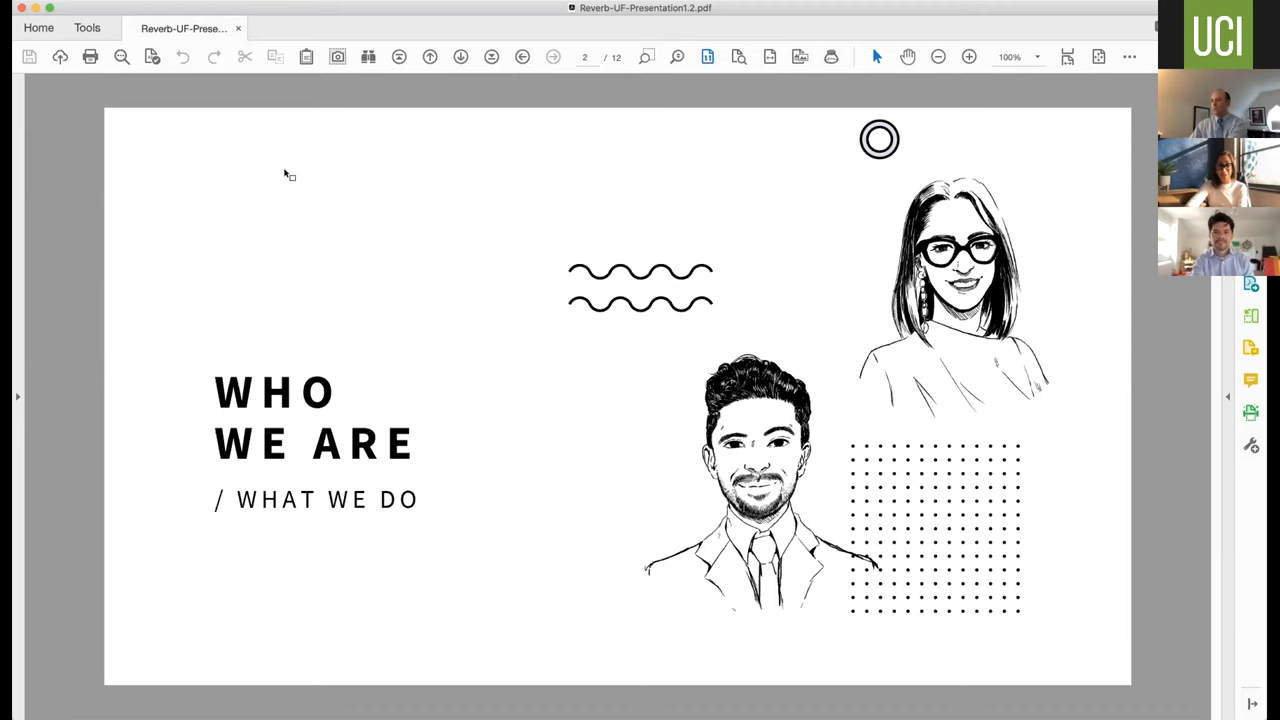 Reverb-UF-Presentation1.2.pdf
Home
Tools
Reverb-UF-Prese...
2 / 12
100%
UCI
WHO
WE ARE
/ WHAT WE DO